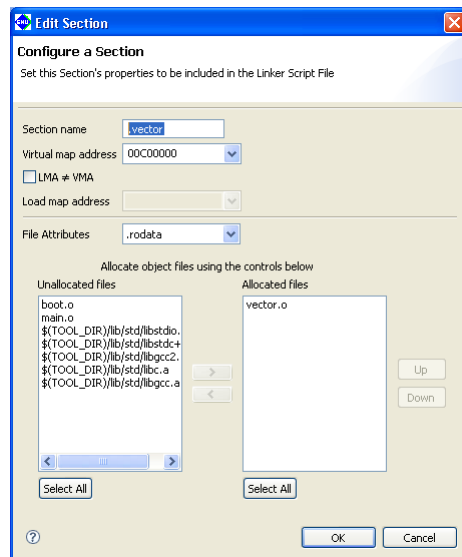 GNU Edit Section
Configure a Section
Set this Section's properties to be included in the Linker Script File
Section name .vector
Virtual map address 00C00000
LMA ≠ VMA
Load map address
File Attributes .rodata
Allocate object files using the controls below
Unallocated files Allocated files
boot.o vector.o
main.o
$(TOOL_DIR)/lib/std/libstdio.
$(TOOL_DIR)/lib/std/libstdc+
$(TOOL_DIR)/lib/std/libgcc2.
$(TOOL_DIR)/lib/std/libc.a
$(TOOL_DIR)/lib/std/libgcc.a
> Up
< Down
Select All Select All
? OK Cancel